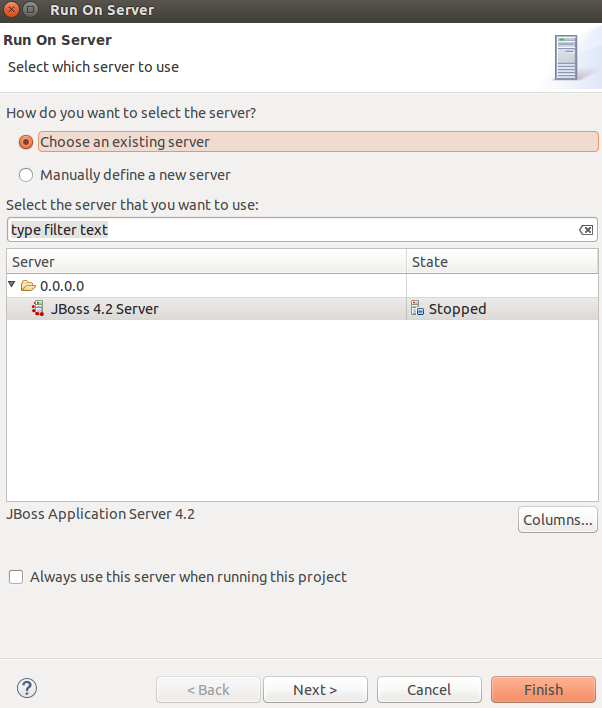 Run On Server
Run On Server
Select which server to use
How do you want to select the server?
Choose an existing server
Manually define a new server
Select the server that you want to use:
type filter text
Server State
0.0.0.0
JBoss 4.2 Server Stopped
JBoss Application Server 4.2
Columns...
Always use this server when running this project
? < Back Next > Cancel Finish